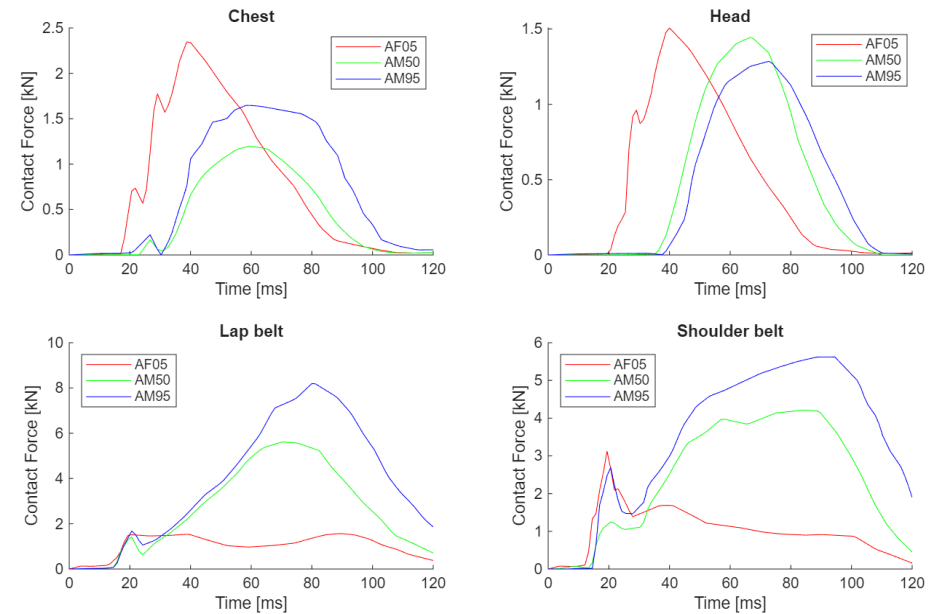 Chest
Contact Force [kN]
2.5
2
1.5
1
0.5
0
0 20 40 60 80 100 120
Time [ms]
AF05
AM50
AM95
Head
Contact Force [kN]
1.5
1
0.5
0
0 20 40 60 80 100 120
Time [ms]
AF05
AM50
AM95
Lap belt
Contact Force [kN]
10
8
6
4
2
0
0 20 40 60 80 100 120
Time [ms]
AF05
AM50
AM95
Shoulder belt
Contact Force [kN]
6
5
4
3
2
1
0
0 20 40 60 80 100 120
Time [ms]
AF05
AM50
AM95